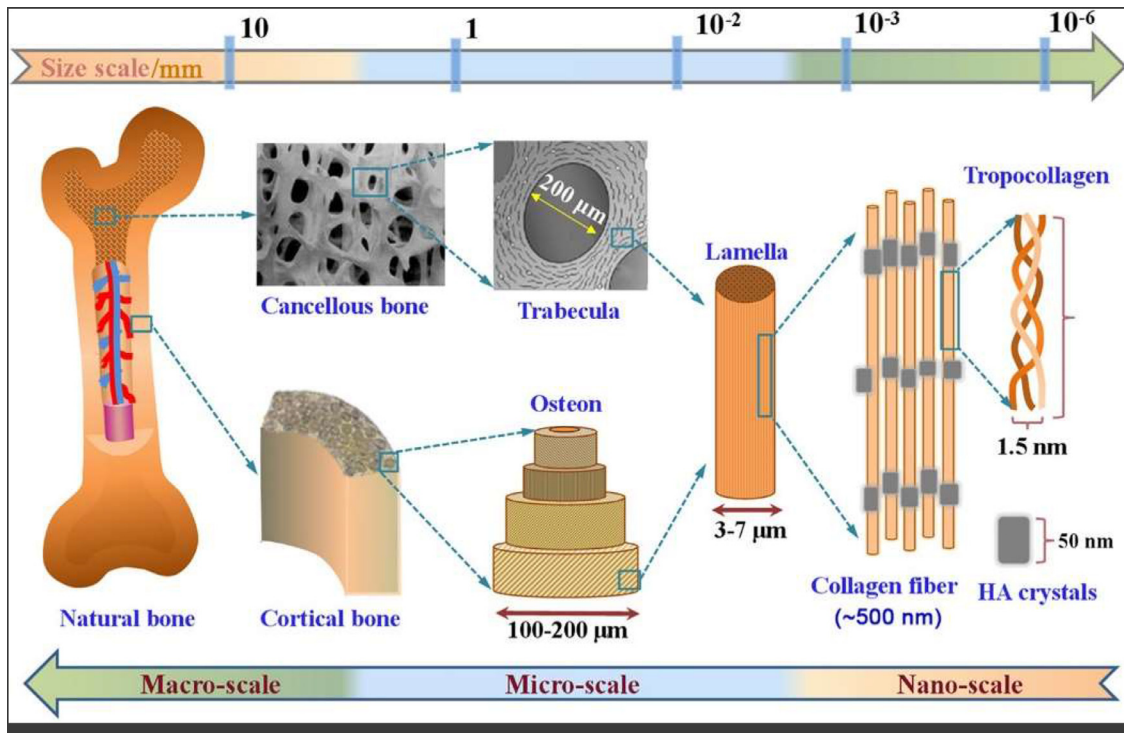 10
1
10-2
10-3
10-6
Size scale/mm
Tropocollagen
200 μm
Lamella
Cancellous bone
Trabecula
Osteon
1.5 nm
3-7 μm
50 nm
Natural bone
Cortical bone
100-200 μm
Collagen fiber
(~500 nm)
HA crystals
Macro-scale
Micro-scale
Nano-scale